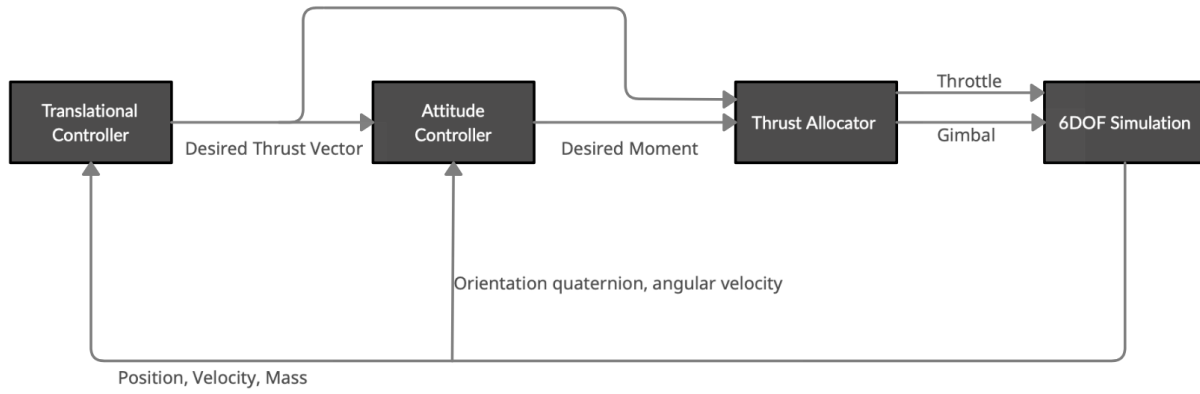 Translational
Controller
Desired Thrust Vector
Attitude
Controller
Desired Moment
Thrust Allocator
Throttle
Gimbal
6DOF Simulation
Orientation quaternion, angular velocity
Position, Velocity, Mass